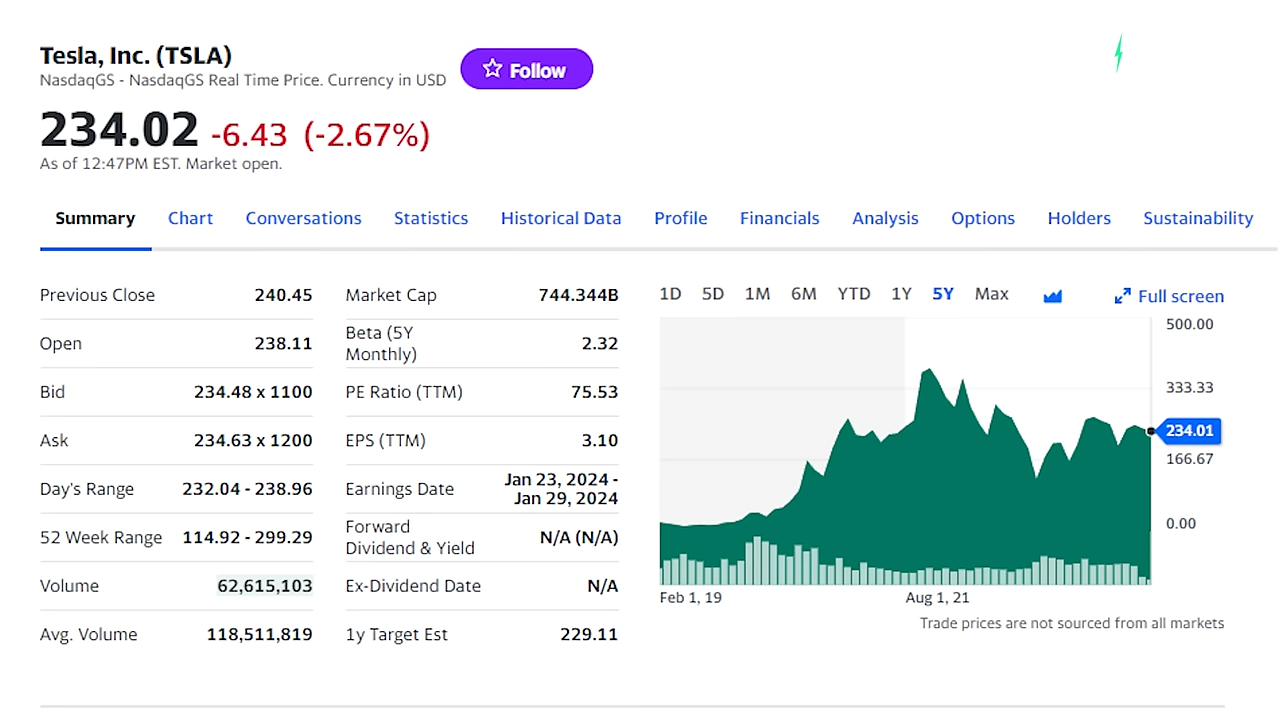 Tesla, Inc. (TSLA)
NasdaqGS - NasdaqGS Real Time Price. Currency in USD
Follow
234.02 -6.43 (-2.67%)
As of 12:47PM EST. Market open.
Summary Chart Conversations Statistics Historical Data Profile Financials Analysis Options Holders Sustainability
Previous Close 240.45
Open 238.11
Bid 234.48 x 1100
Ask 234.63 x 1200
Day's Range 232.04 - 238.96
52 Week Range 114.92 - 299.29
Volume 62,615,103
Avg. Volume 118,511,819
Market Cap 744.344B
Beta (5Y
Monthly) 2.32
PE Ratio (TTM) 75.53
EPS (TTM) 3.10
Earnings Date Jan 23, 2024 -
Jan 29, 2024
Forward
Dividend & Yield N/A (N/A)
Ex-Dividend Date N/A
1y Target Est 229.11
1D 5D 1M 6M YTD 1Y 5Y Max Full screen
500.00
333.33
234.01
166.67
0.00
Feb 1, 19 Aug 1, 21
Trade prices are not sourced from all markets